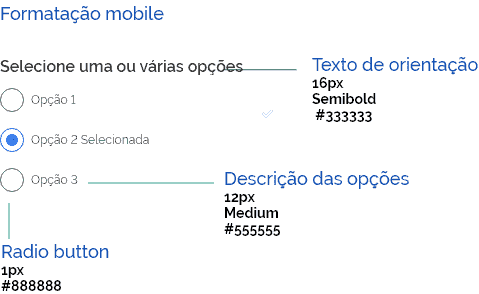 Formatação mobile
Selecione uma ou várias opções
Texto de orientação
16px
Semibold
#333333
Opção 1
Opção 2 Selecionada
Opção 3
Descrição das opções
12px
Medium
#555555
Radio button
1px
#888888